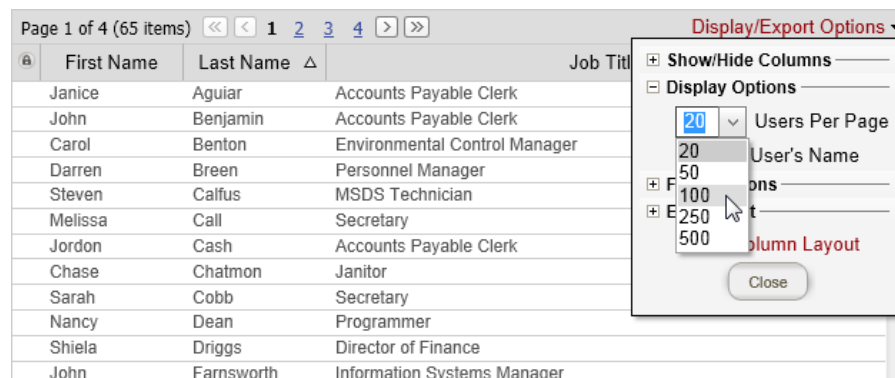 Page 1 of 4 (65 items) 1 2 3 4 Display/Export Options
First Name Last Name Job Titl
Janice Aguiar Accounts Payable Clerk
John Benjamin Accounts Payable Clerk
Carol Benton Environmental Control Manager
Darren Breen Personnel Manager
Steven Calfus MSDS Technician
Melissa Call Secretary
Jordon Cash Accounts Payable Clerk
Chase Chatmon Janitor
Sarah Cobb Secretary
Nancy Dean Programmer
Shiela Driggs Director of Finance
John Farnsworth Information Systems Manager
Show/Hide Columns
Display Options
20 Users Per Page
20 User's Name
50
F ons
100
E t
250
500 olumn Layout
Close